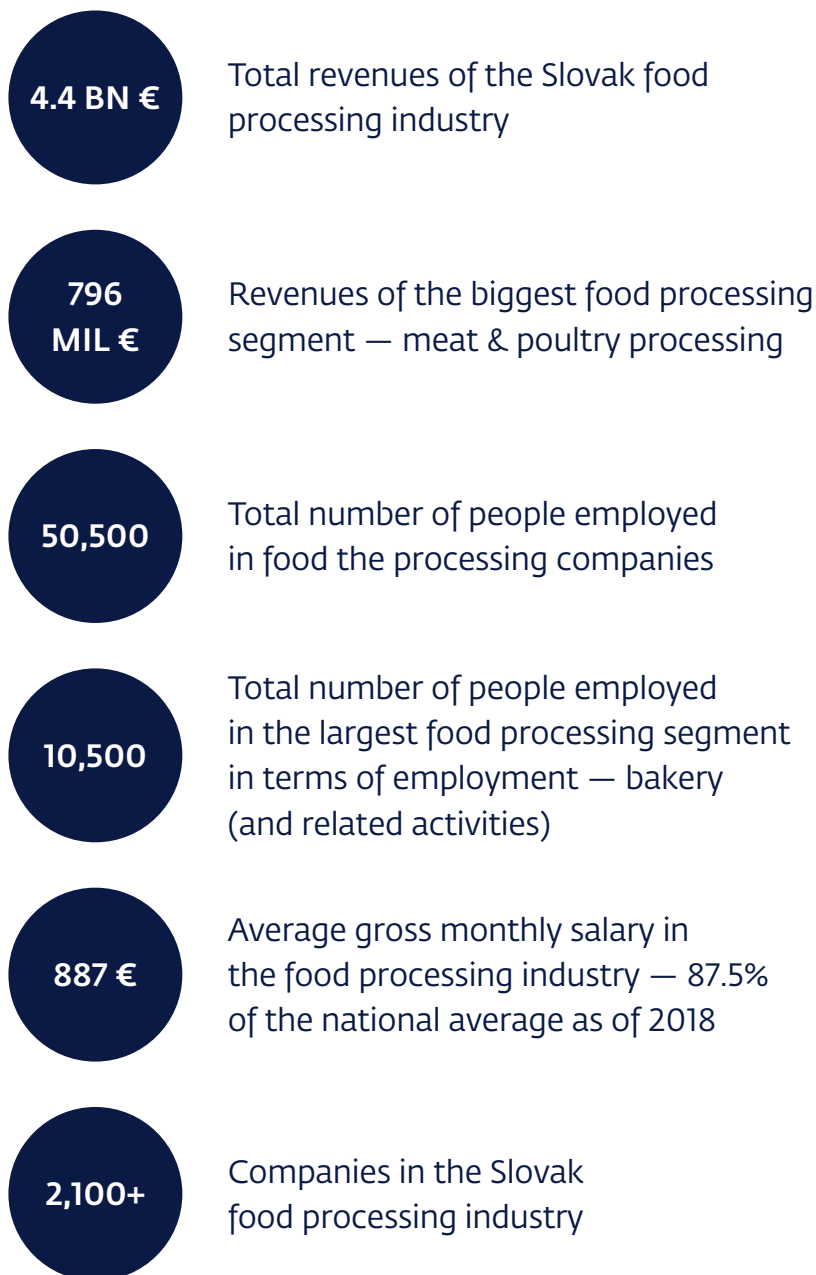 4.4 BN €
Total revenues of the Slovak food
processing industry
796
MIL €
Revenues of the biggest food processing
segment — meat & poultry processing
50,500
Total number of people employed
in food the processing companies
10,500
Total number of people employed
in the largest food processing segment
in terms of employment — bakery
(and related activities)
887 €
Average gross monthly salary in
the food processing industry — 87.5%
of the national average as of 2018
2,100+
Companies in the Slovak
food processing industry